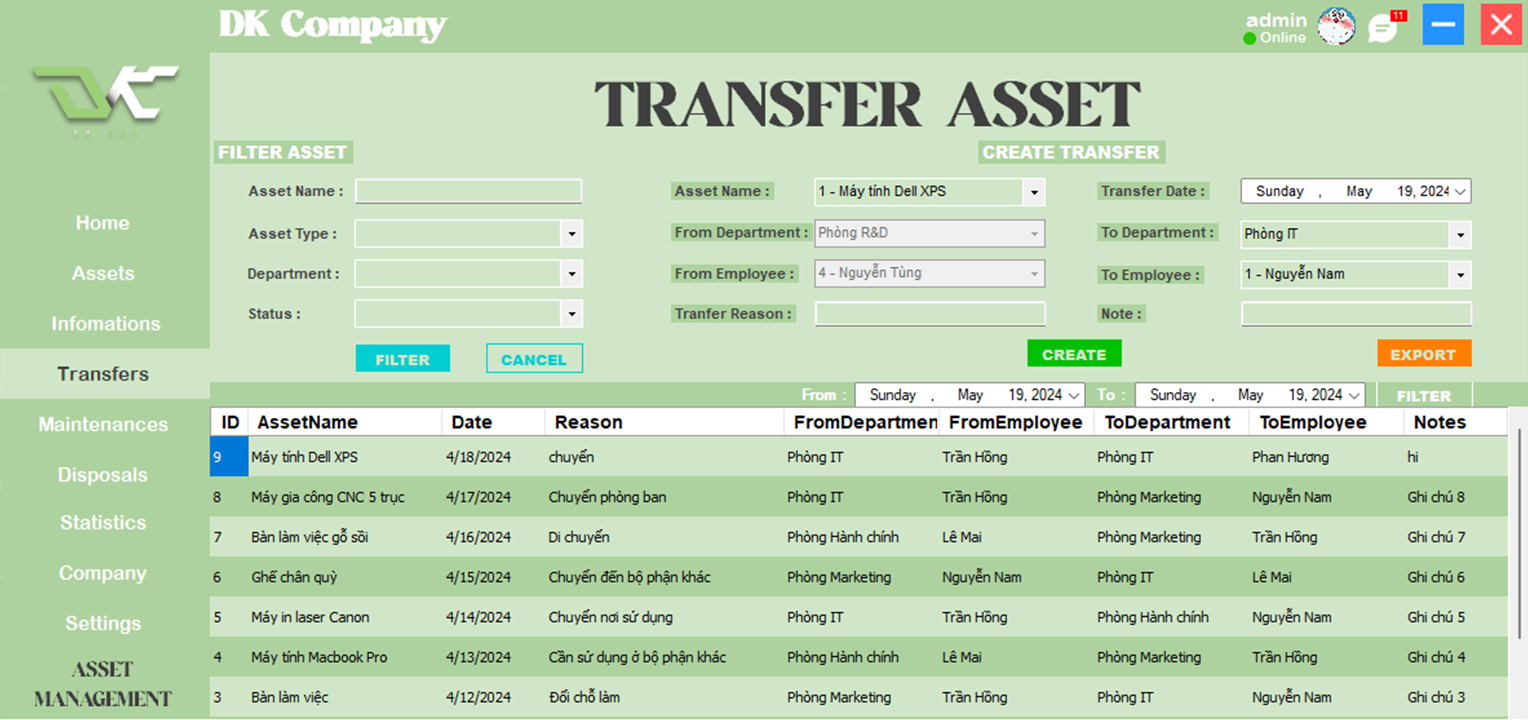 DK Company
admin
Online
11
TRANSFER ASSET
FILTER ASSET
Asset Name :
Asset Type :
Department :
Status :
FILTER
CANCEL
CREATE TRANSFER
Asset Name :
1 - Máy tính Dell XPS
From Department :
Phòng R&D
From Employee :
4 - Nguyễn Tùng
Tranfer Reason :
Transfer Date :
Sunday , May 19, 2024
To Department :
Phòng IT
To Employee :
1 - Nguyễn Nam
Note :
CREATE
EXPORT
Home
Assets
Infomations
Transfers
Maintenances
Disposals
Statistics
Company
Settings
ASSET
MANAGEMENT
From : Sunday , May 19, 2024 To : Sunday , May 19, 2024 FILTER
ID AssetName Date Reason FromDepartmen FromEmployee ToDepartment ToEmployee Notes
9 Máy tính Dell XPS 4/18/2024 chuyển Phòng IT Trần Hồng Phòng IT Phan Hương hi
8 Máy gia công CNC 5 trục 4/17/2024 Chuyển phòng ban Phòng IT Trần Hồng Phòng Marketing Nguyễn Nam Ghi chú 8
7 Bàn làm việc gỗ sồi 4/16/2024 Di chuyển Phòng Hành chính Lê Mai Phòng Marketing Trần Hồng Ghi chú 7
6 Ghế chân quỳ 4/15/2024 Chuyển đến bộ phận khác Phòng Marketing Nguyễn Nam Phòng IT Lê Mai Ghi chú 6
5 Máy in laser Canon 4/14/2024 Chuyển nơi sử dụng Phòng IT Trần Hồng Phòng Hành chính Nguyễn Nam Ghi chú 5
4 Máy tính Macbook Pro 4/13/2024 Cần sử dụng ở bộ phận khác Phòng Hành chính Lê Mai Phòng Marketing Trần Hồng Ghi chú 4
3 Bàn làm việc 4/12/2024 Đổi chỗ làm Phòng Marketing Trần Hồng Phòng IT Nguyễn Nam Ghi chú 3